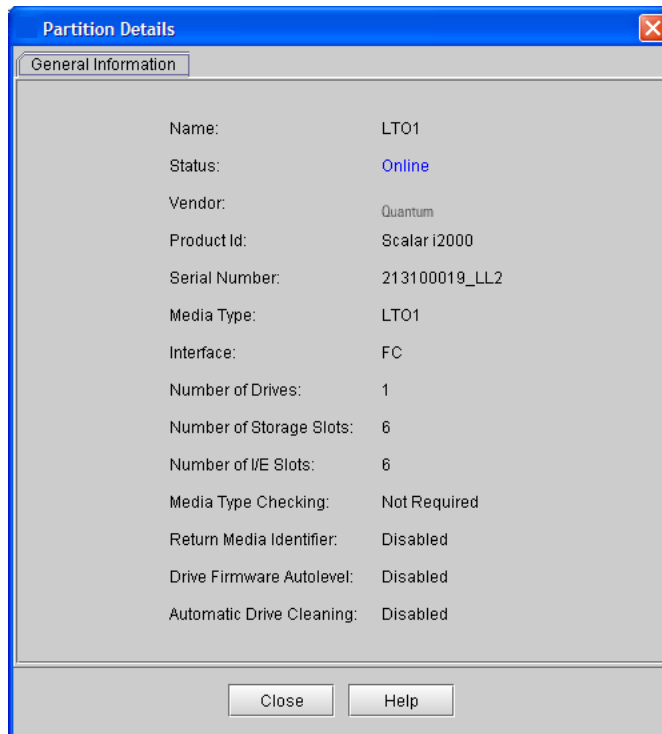 Partition Details
General Information
Name: LTO1
Status: Online
Vendor: Quantum
Product Id: Scalar i2000
Serial Number: 213100019_LL2
Media Type: LTO1
Interface: FC
Number of Drives: 1
Number of Storage Slots: 6
Number of I/E Slots: 6
Media Type Checking: Not Required
Return Media Identifier: Disabled
Drive Firmware Autolevel: Disabled
Automatic Drive Cleaning: Disabled
Close Help